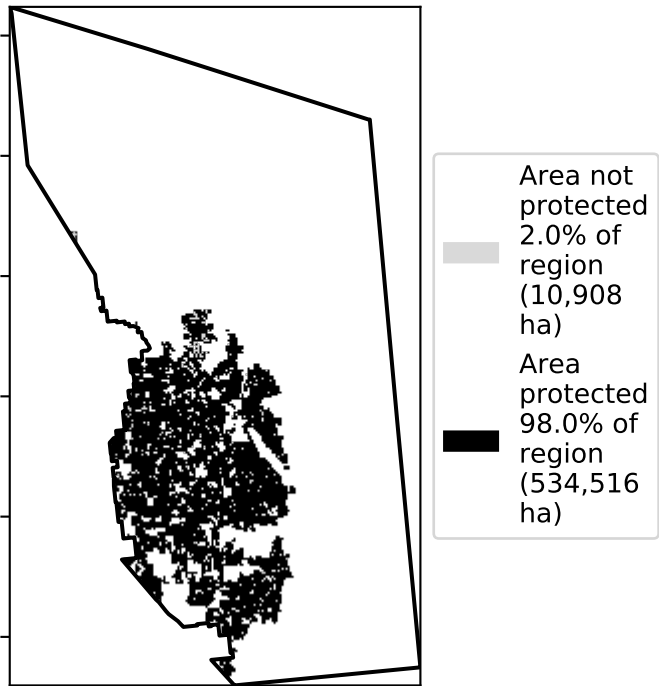 Area not
protected
2.0% of
region
(10,908
ha)
Area
protected
98.0% of
region
(534,516
ha)